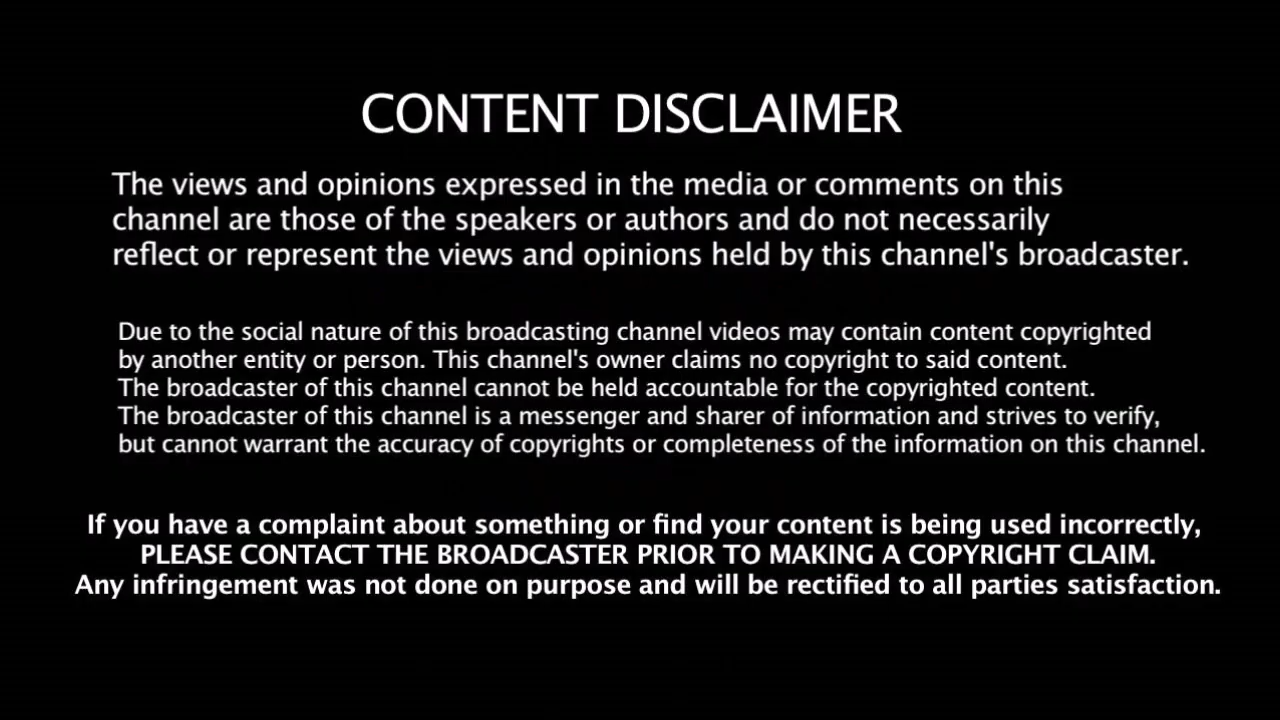 CONTENT DISCLAIMER
The views and opinions expressed in the media or comments on this
channel are those of the speakers or authors and do not necessarily
reflect or represent the views and opinions held by this channel's broadcaster.
Due to the social nature of this broadcasting channel videos may contain content copyrighted
by another entity or person. This channel's owner claims no copyright to said content.
The broadcaster of this channel cannot be held accountable for the copyrighted content.
The broadcaster of this channel is a messenger and sharer of information and strives to verify,
but cannot warrant the accuracy of copyrights or completeness of the information on this channel.
If you have a complaint about something or find your content is being used incorrectly,
PLEASE CONTACT THE BROADCASTER PRIOR TO MAKING A COPYRIGHT CLAIM.
Any infringement was not done on purpose and will be rectified to all parties satisfaction.